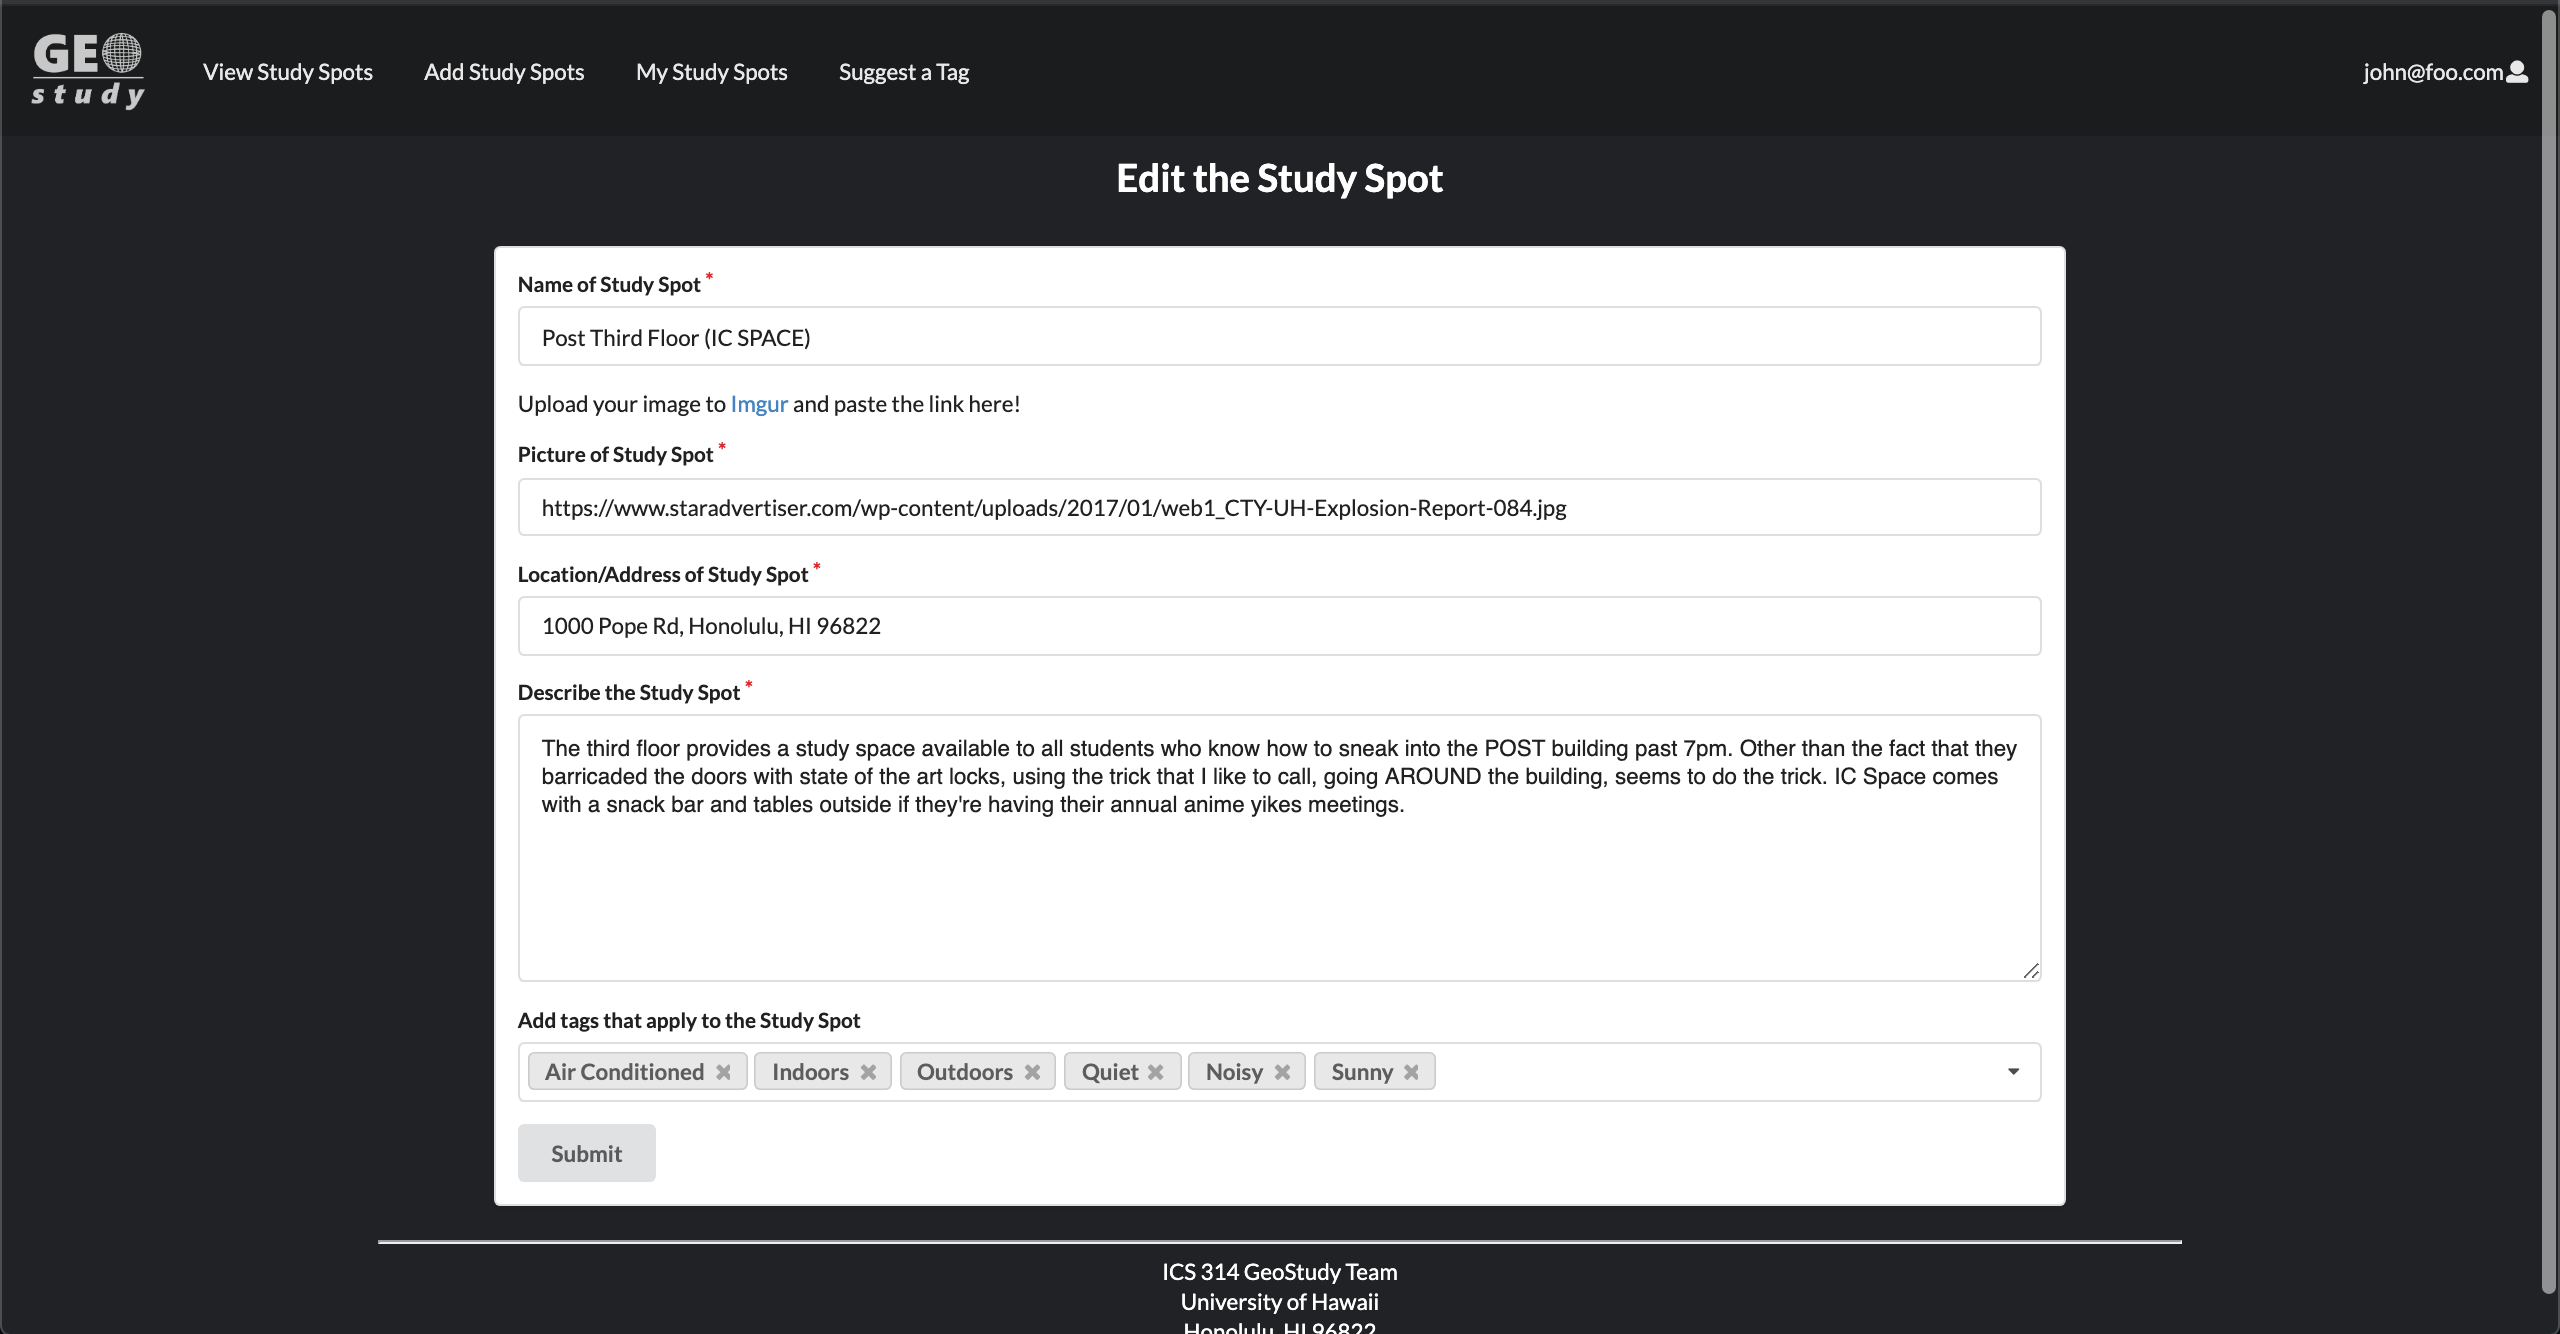 GEO
study
View Study Spots
Add Study Spots
My Study Spots
Suggest a Tag
john@foo.com
Edit the Study Spot
Name of Study Spot *
Post Third Floor (IC SPACE)
Upload your image to Imgur and paste the link here!
Picture of Study Spot *
https://www.staradvertiser.com/wp-content/uploads/2017/01/web1_CTY-UH-Explosion-Report-084.jpg
Location/Address of Study Spot *
1000 Pope Rd, Honolulu, HI 96822
Describe the Study Spot *
The third floor provides a study space available to all students who know how to sneak into the POST building past 7pm. Other than the fact that they
barricaded the doors with state of the art locks, using the trick that I like to call, going AROUND the building, seems to do the trick. IC Space comes
with a snack bar and tables outside if they're having their annual anime yikes meetings.
Add tags that apply to the Study Spot
Air Conditioned
Indoors
Outdoors
Quiet
Noisy
Sunny
Submit
ICS 314 GeoStudy Team
University of Hawaii
Honolulu, HI 96822